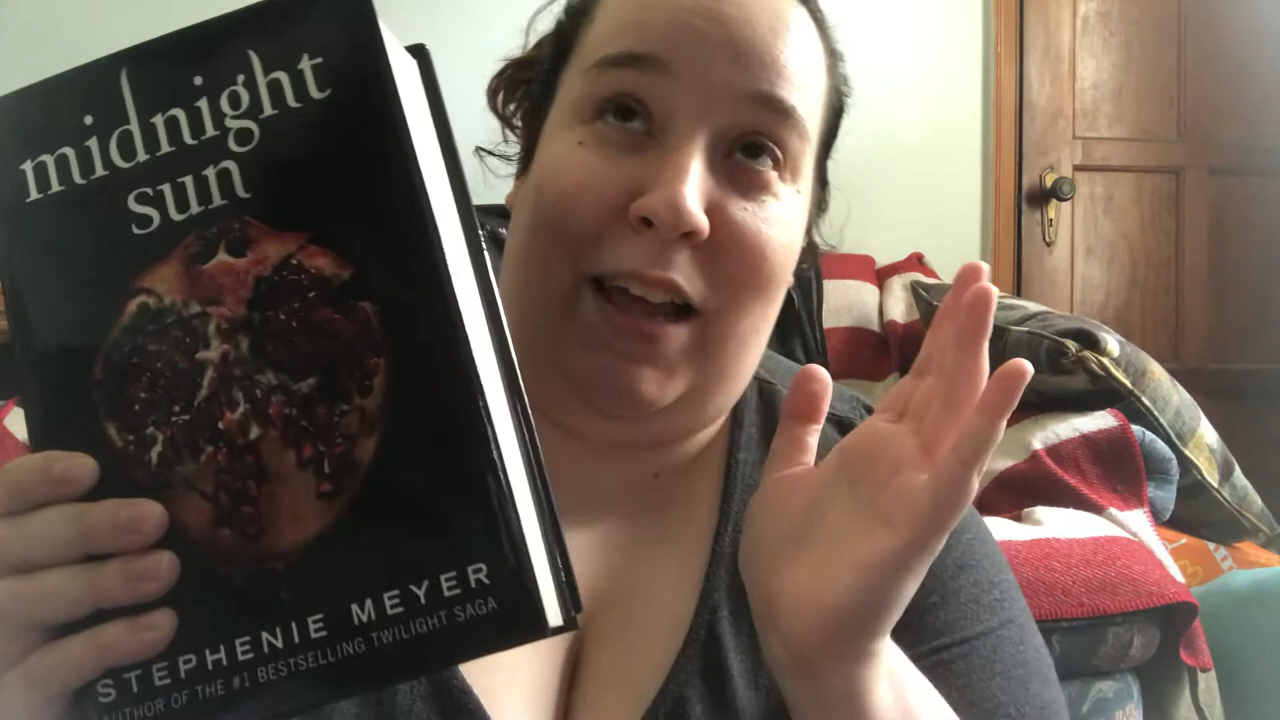 midnight
sun
STEPHENIE MEYER
AUTHOR OF THE #1 BESTSELLING TWILIGHT SAGA